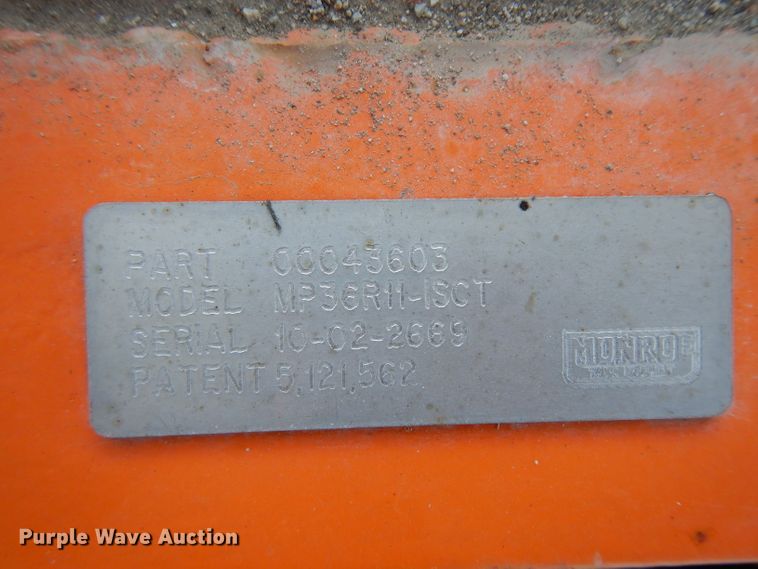 PART 00043603
MODEL MP36R11-ISCT
SERIAL 10-02-2669
PATENT 5,121,562
MONROE
Purple Wave Auction